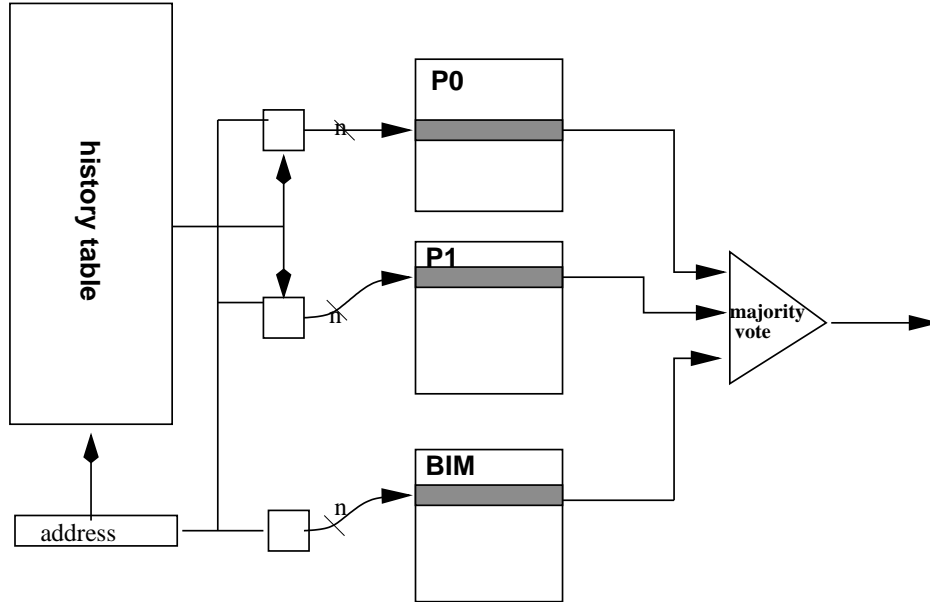 history table
address
n
n
n
P0
P1
BIM
majority
vote